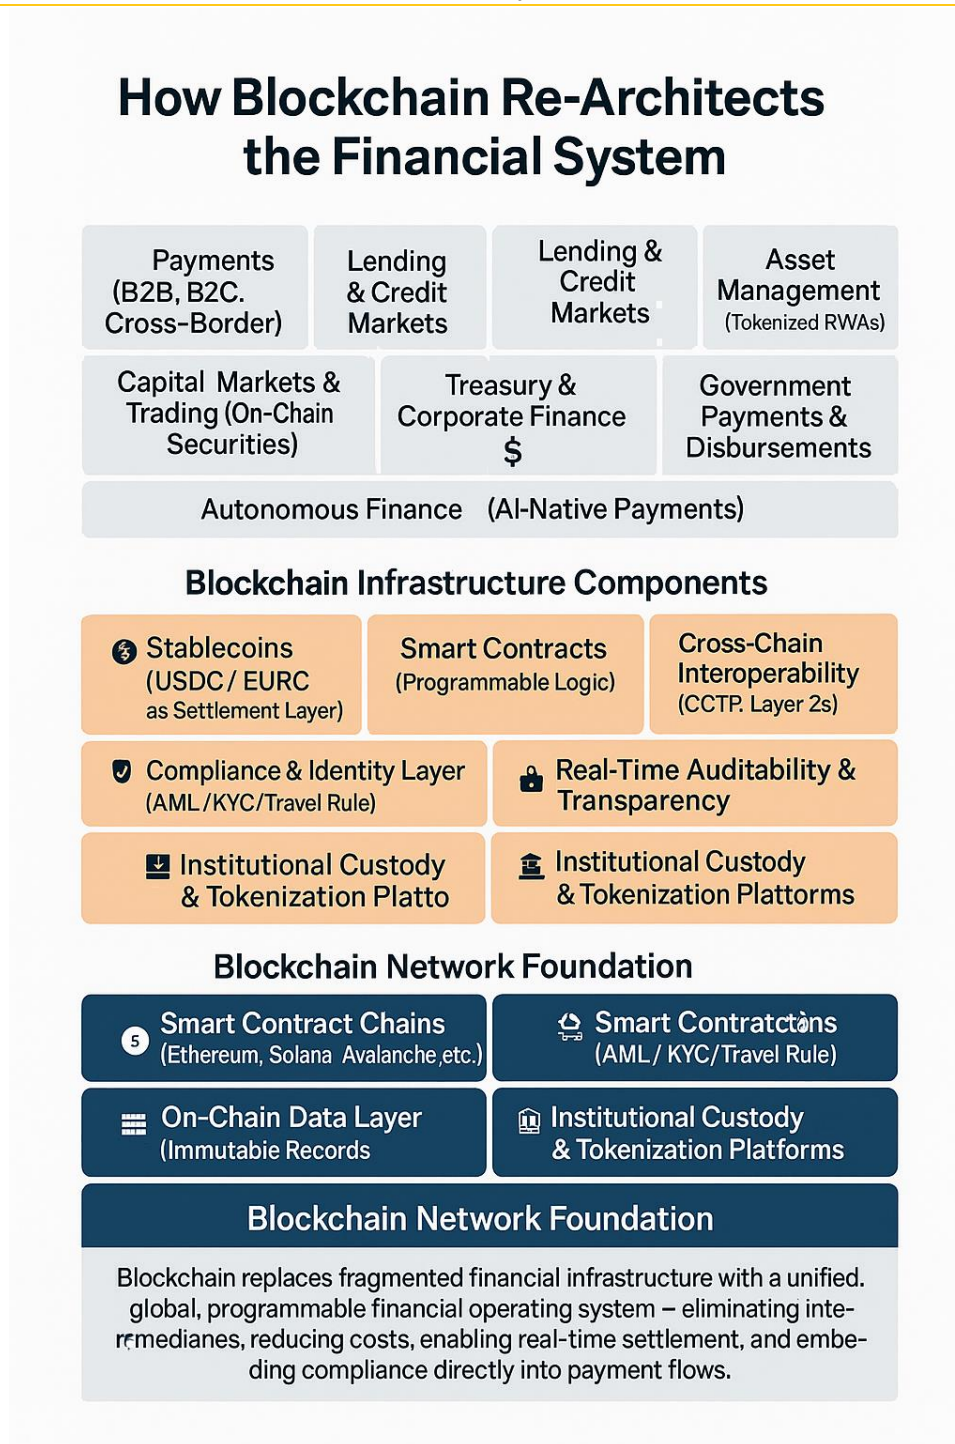 How Blockchain Re-Architects
the Financial System
Payments
(B2B, B2C.
Cross-Border)
Lending
& Credit
Markets
Lending &
Credit
Markets
Asset
Management
(Tokenized RWAs)
Capital Markets &
Trading (On-Chain
Securities)
Treasury &
Corporate Finance
$
Government
Payments &
Disbursements
Autonomous Finance (AI-Native Payments)
Blockchain Infrastructure Components
Stablecoins
(USDC / EURC
as Settlement Layer)
Smart Contracts
(Programmable Logic)
Cross-Chain
Interoperability
(CCTP. Layer 2s)
Compliance & Identity Layer
(AML/KYC/Travel Rule)
Real-Time Auditability &
Transparency
Institutional Custody
& Tokenization Platto
Institutional Custody
& Tokenization Plattorms
Blockchain Network Foundation
5
Smart Contract Chains
(Ethereum, Solana Avalanche,etc.)
Smart
(AML/ KYC/Travel Rule)
On-Chain Data Layer
(Immutabie Records
Institutional Custody
& Tokenization Platforms
Blockchain Network Foundation
Blockchain replaces fragmented financial infrastructure with a unified.
global, programmable financial operating system – eliminating inte-
remedianes, reducing costs, enabling real-time settlement, and embe-
ding compliance directly into payment flows.